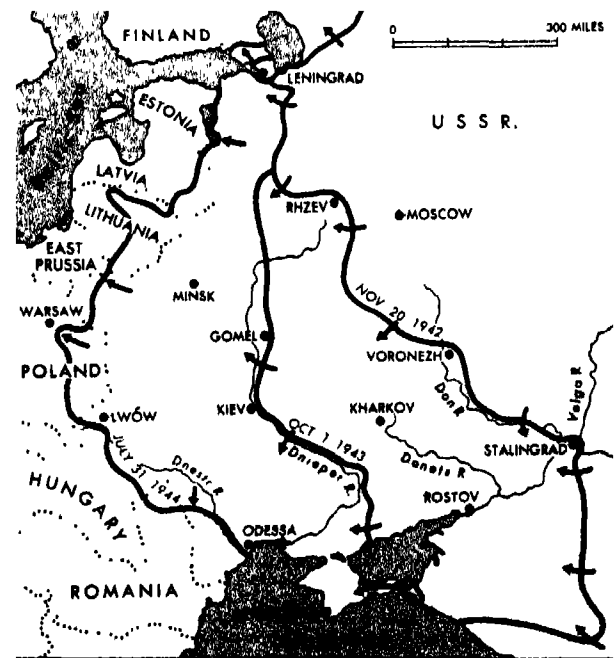 FINLAND
0 300 MILES
LENINGRAD
ESTONIA
U S S R.
LATVIA
RHZEV
MOSCOW
LITHUANIA
EAST
PRUSSIA
MINSK
NOV 20 1942
WARSAW
GOMEL
VORONEZH
POLAND
Don R
Volga R
LWÓW
KIEV
KHARKOV
OCT 1 1943
STALINGRAD
JULY 31, 1944
Dnestr R
Dnieper R.
Donets R
HUNGARY
ROSTOV
ODESSA
ROMANIA